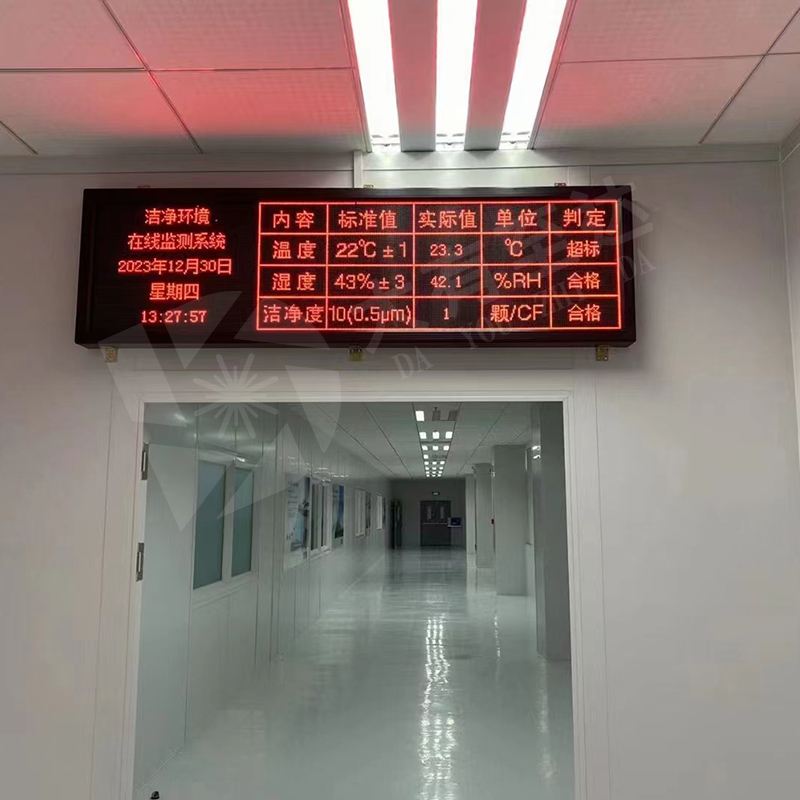 洁净环境
在线监测系统
2023年12月30日
星期四
13:27:57
内容 标准值 实际值 单位 判定
温度 22℃±1 23.3 ℃ 超标
湿度 43%±3 42.1 %RH 合格
洁净度 10(0.5μm) 1 颗/CF 合格